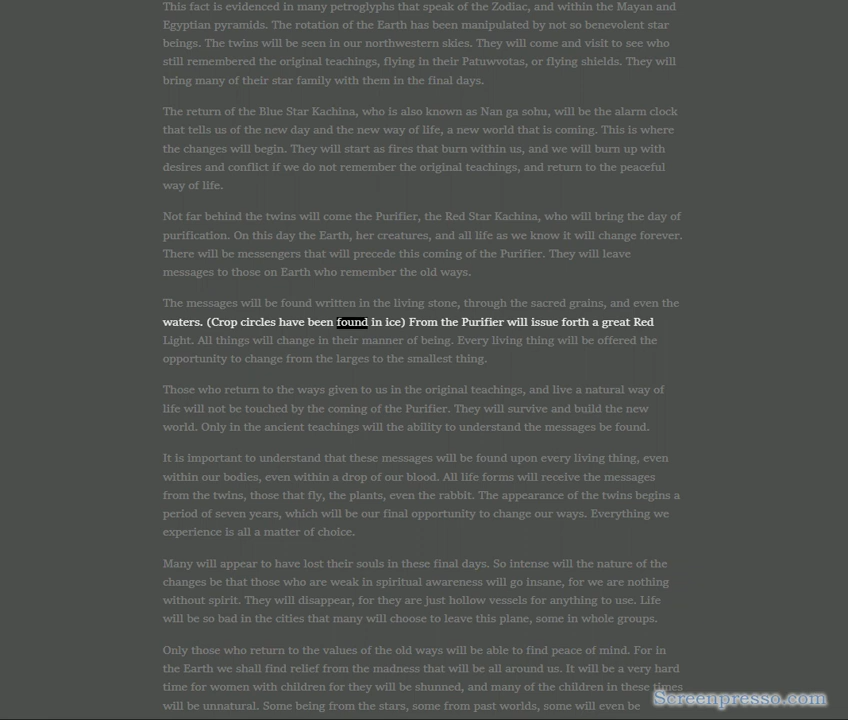 This fact is evidenced in many petroglyphs that speak of the Zodiac, and within the Mayan and
Egyptian pyramids. The rotation of the Earth has been manipulated by not so benevolent star
beings. The twins will be seen in our northwestern skies. They will come and visit to see who
still remembered the original teachings, flying in their Patuwvotas, or flying shields. They will
bring many of their star family with them in the final days.
The return of the Blue Star Kachina, who is also known as Nan ga sohu, will be the alarm clock
that tells us of the new day and the new way of life, a new world that is coming. This is where
the changes will begin. They will start as fires that burn within us, and we will burn up with
desires and conflict if we do not remember the original teachings, and return to the peaceful
way of life.
Not far behind the twins will come the Purifier, the Red Star Kachina, who will bring the day of
purification. On this day the Earth, her creatures, and all life as we know it will change forever.
There will be messengers that will precede this coming of the Purifier. They will leave
messages to those on Earth who remember the old ways.
The messages will be found written in the living stone, through the sacred grains, and even the
waters. (Crop circles have been found in ice) From the Purifier will issue forth a great Red
Light. All things will change in their manner of being. Every living thing will be offered the
opportunity to change from the larges to the smallest thing.
Those who return to the ways given to us in the original teachings, and live a natural way of
life will not be touched by the coming of the Purifier. They will survive and build the new
world. Only in the ancient teachings will the ability to understand the messages be found.
It is important to understand that these messages will be found upon every living thing, even
within our bodies, even within a drop of our blood. All life forms will receive the messages
from the twins, those that fly, the plants, even the rabbit. The appearance of the twins begins a
period of seven years, which will be our final opportunity to change our ways. Everything we
experience is all a matter of choice.
Many will appear to have lost their souls in these final days. So intense will the nature of the
changes be that those who are weak in spiritual awareness will go insane, for we are nothing
without spirit. They will disappear, for they are just hollow vessels for anything to use. Life
will be so bad in the cities that many will choose to leave this plane, some in whole groups.
Only those who return to the values of the old ways will be able to find peace of mind. For in
the Earth we shall find relief from the madness that will be all around us. It will be a very hard
time for women with children for they will be shunned, and many of the children in these times
will be unnatural. Some being from the stars, some from past worlds, some will even be
Screenpresso.com